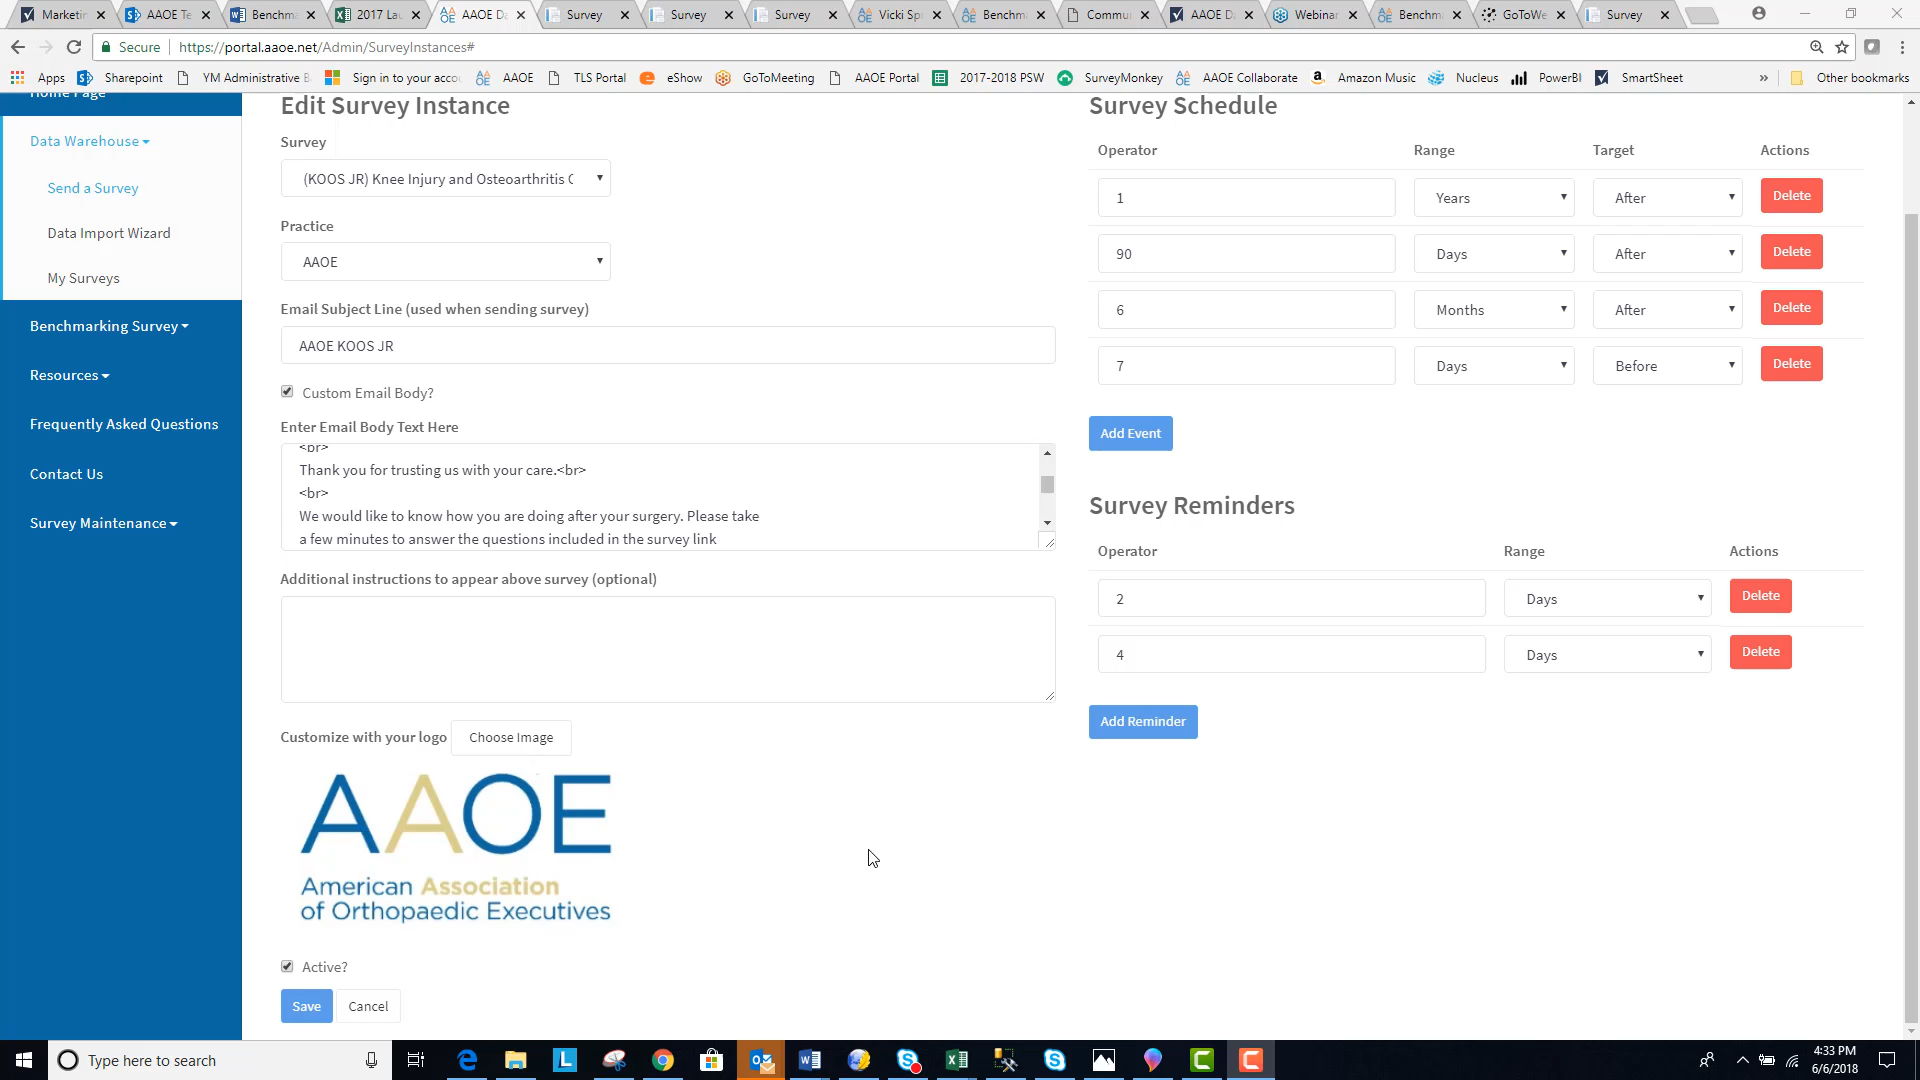 Marketin
AAOE Te
Benchma
2017 Lau
AAOE Da
Survey
Survey
Survey
Vicki Sp
Benchm
Commu
AAOE D
Webinar
Benchm
GoToWe
Survey
Secure
https://portal.aaoe.net/Admin/SurveyInstances#
Apps
Sharepoint
YM Administrative B
Sign in to your acco
AAOE
TLS Portal
eShow
GoToMeeting
AAOE Portal
2017-2018 PSW
SurveyMonkey
AAOE Collaborate
Amazon Music
Nucleus
PowerBI
SmartSheet
»
Other bookmarks
Home Page
Data Warehouse
Send a Survey
Data Import Wizard
My Surveys
Benchmarking Survey
Resources
Frequently Asked Questions
Contact Us
Survey Maintenance
Edit Survey Instance
Survey
(KOOS JR) Knee Injury and Osteoarthritis C
Practice
AAOE
Email Subject Line (used when sending survey)
AAOE KOOS JR
Custom Email Body?
Enter Email Body Text Here
<br>
Thank you for trusting us with your care.<br>
<br>
We would like to know how you are doing after your surgery. Please take
a few minutes to answer the questions included in the survey link
Additional instructions to appear above survey (optional)
Customize with your logo
Choose Image
AAOE
American Association
of Orthopaedic Executives
Active?
Save
Cancel
Survey Schedule
Operator Range Target Actions
1 Years After Delete
90 Days After Delete
6 Months After Delete
7 Days Before Delete
Add Event
Survey Reminders
Operator Range Actions
2 Days Delete
4 Days Delete
Add Reminder
Type here to search
4:33 PM
6/6/2018